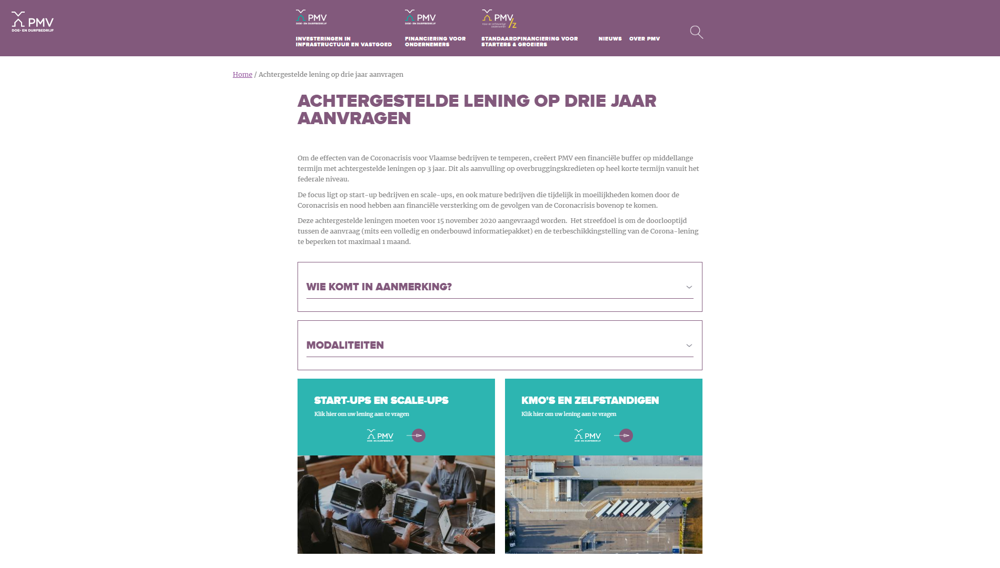 PMV
DOE- EN DURFBEDRIJF
PMV
DOE- EN DURFBEDRIJF
INVESTERINGEN IN
INFRASTRUCTUUR EN VASTGOED
PMV
DOE- EN DURFBEDRIJF
FINANCIERING VOOR
ONDERNEMERS
PMV/z
Voor de zelfstandige
ondernemer
STANDAARDFINANCIERING VOOR
STARTERS & GROEIERS
NIEUWS
OVER PMV
Home / Achtergestelde lening op drie jaar aanvragen
ACHTERGESTELDE LENING OP DRIE JAAR
AANVRAGEN
Om de effecten van de Coronacrisis voor Vlaamse bedrijven te temperen, creëert PMV een financiële buffer op middellange
termijn met achtergestelde leningen op 3 jaar. Dit als aanvulling op overbruggingskredieten op heel korte termijn vanuit het
federale niveau.
De focus ligt op start-up bedrijven en scale-ups, en ook mature bedrijven die tijdelijk in moeilijkheden komen door de
Coronacrisis en nood hebben aan financiële versterking om de gevolgen van de Coronacrisis bovenop te komen.
Deze achtergestelde leningen moeten voor 15 november 2020 aangevraagd worden.  Het streefdoel is om de doorlooptijd
tussen de aanvraag (mits een volledig en onderbouwd informatiepakket) en de terbeschikkingstelling van de Corona-lening
te beperken tot maximaal 1 maand.
WIE KOMT IN AANMERKING?
MODALITEITEN
START-UPS EN SCALE-UPS
Klik hier om uw lening aan te vragen
PMV
DOE- EN DURFBEDRIJF
KMO'S EN ZELFSTANDIGEN
Klik hier om uw lening aan te vragen
PMV
DOE- EN DURFBEDRIJF